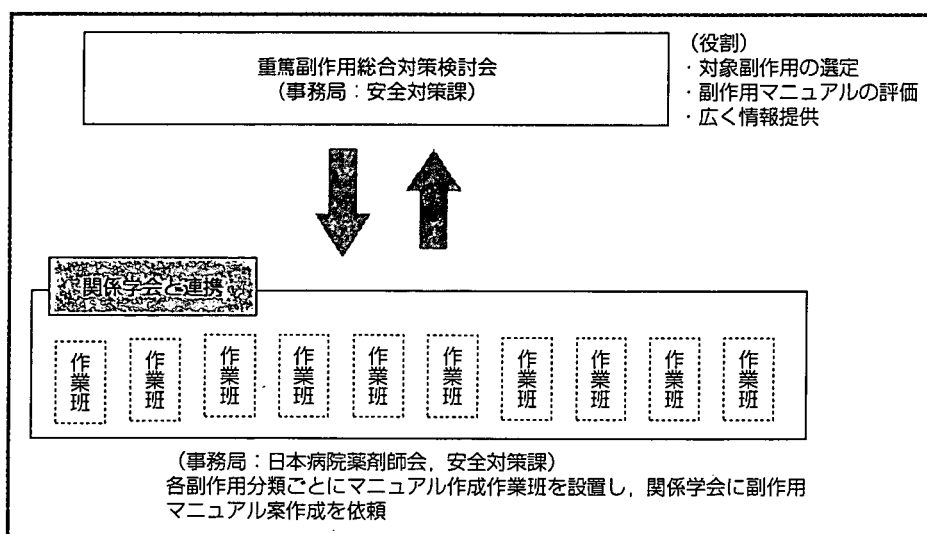 重篤副作用総合対策検討会
(事務局:安全対策課)
(役割)
・対象副作用の選定
・副作用マニュアルの評価
・広く情報提供
関係学会と連携
作業班
作業班
作業班
作業班
作業班
作業班
作業班
作業班
作業班
作業班
(事務局:日本病院薬剤師会,安全対策課)
各副作用分類ごとにマニュアル作成作業班を設置し,関係学会に副作用
マニュアル案作成を依頼